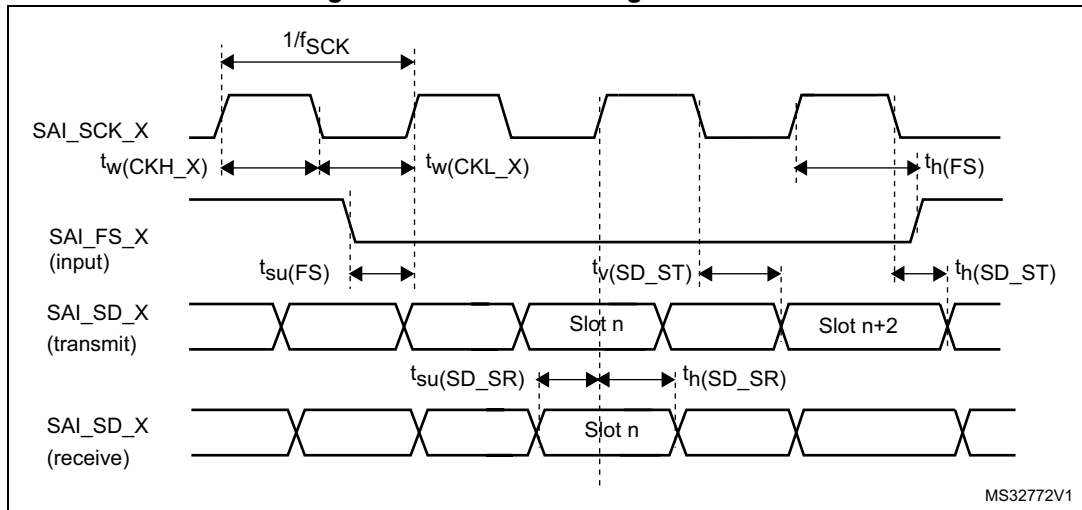 1/fSCK
SAI_SCK_X
tw(CKH_X)
tw(CKL_X)
th(FS)
SAI_FS_X
(input)
tsu(FS)
tv(SD_ST)
th(SD_ST)
SAI_SD_X
(transmit)
Slot n
Slot n+2
tsu(SD_SR)
th(SD_SR)
SAI_SD_X
(receive)
Slot n
MS32772V1